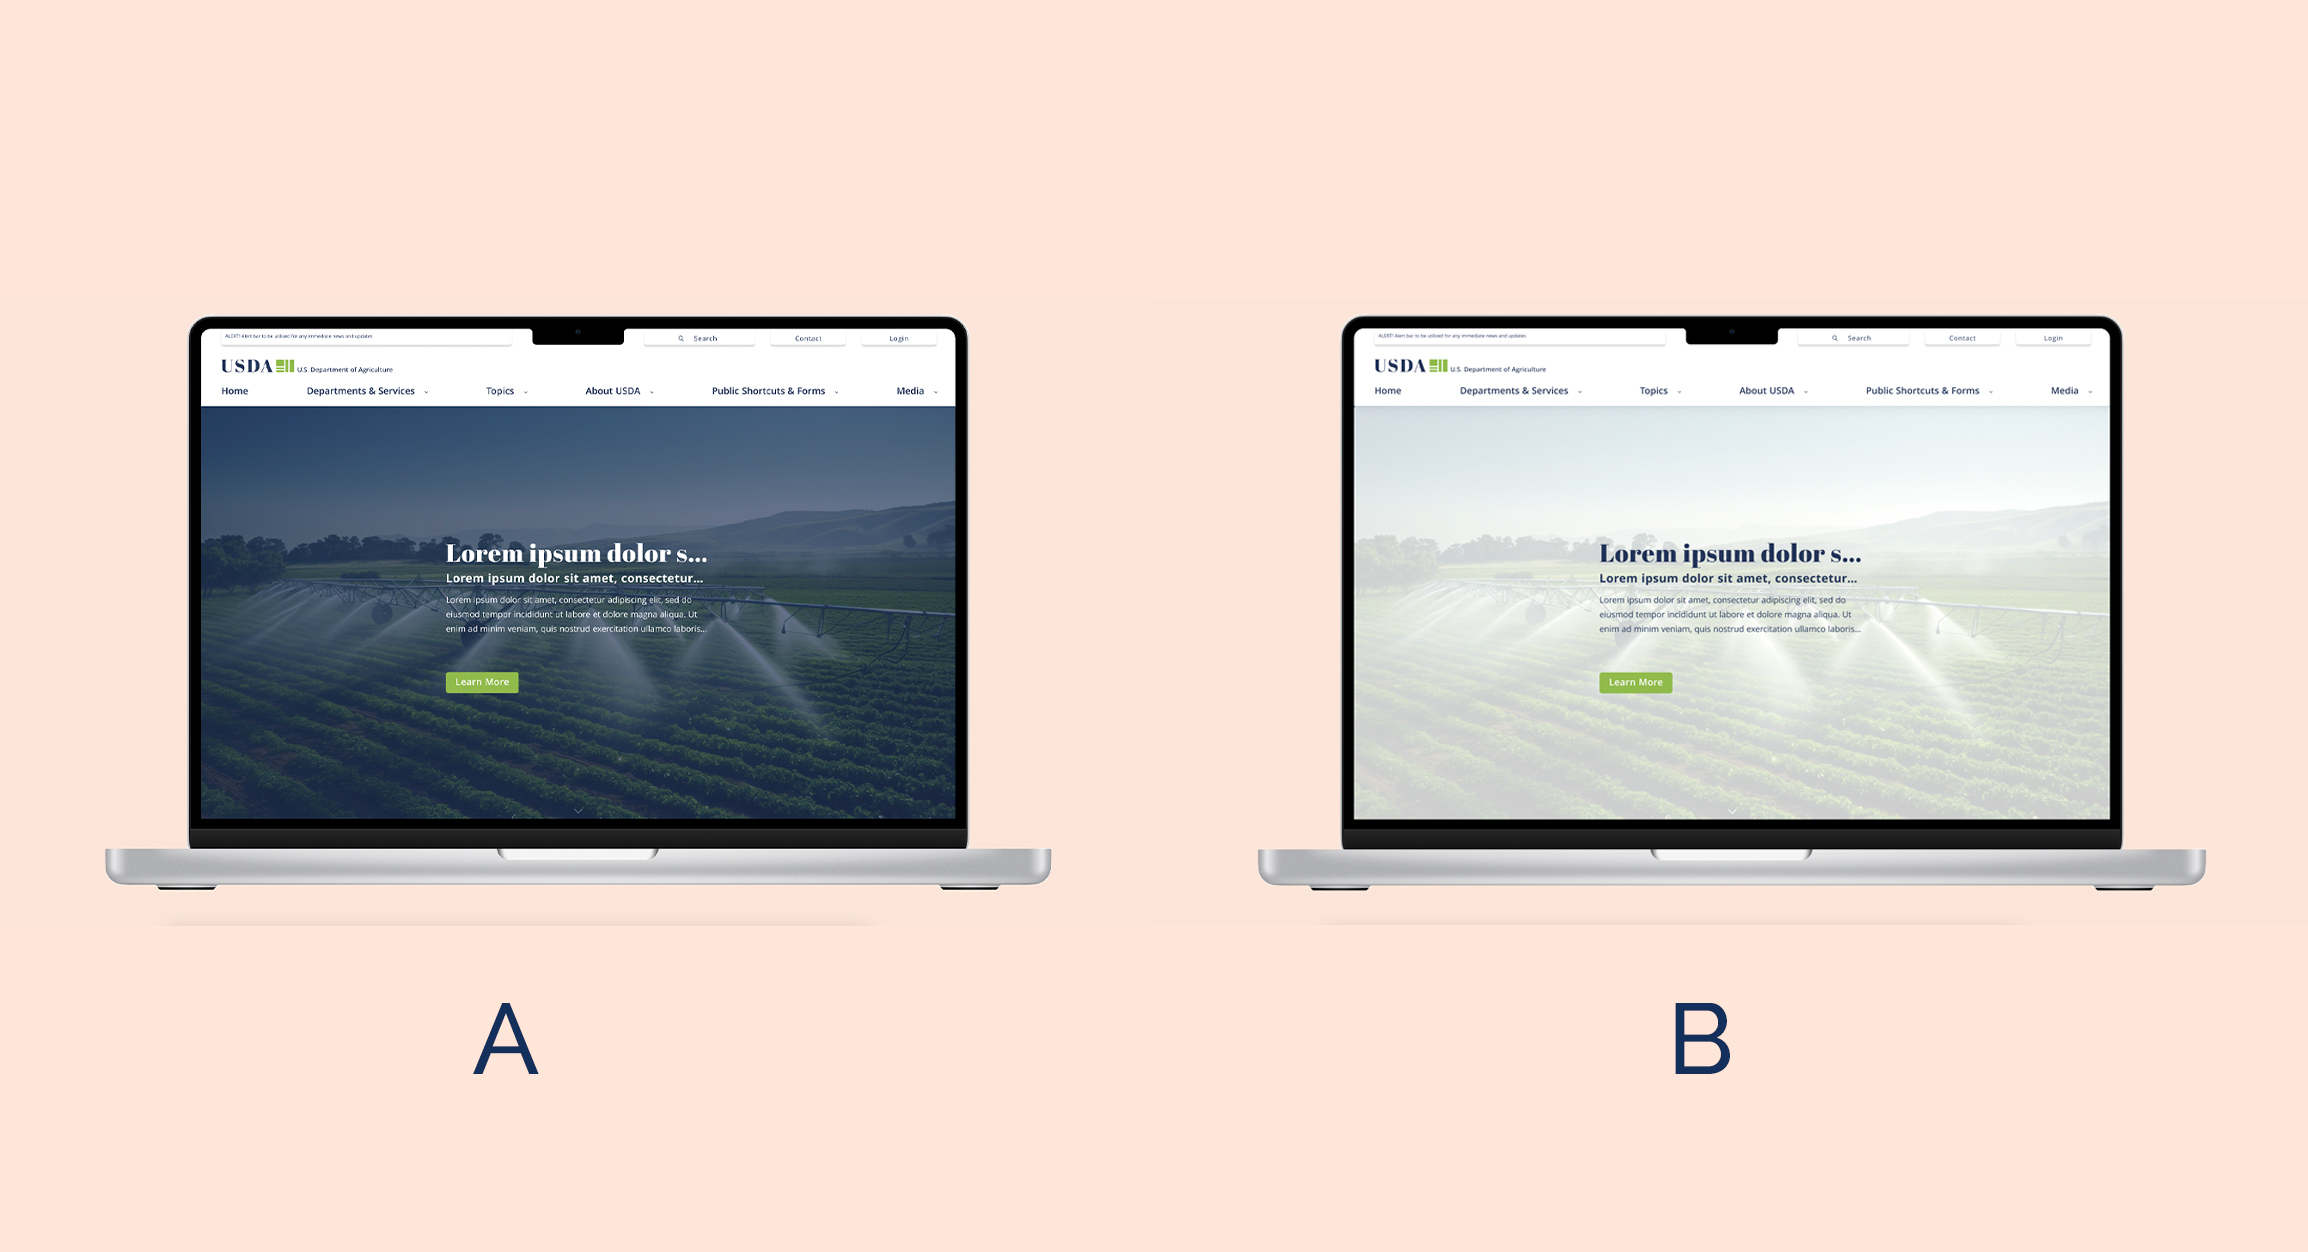 ALERT! Alert bar to be utilized for any immediate news and updates
Search
Contact
Login
USDA U.S. Department of Agriculture
Home Departments & Services Topics About USDA Public Shortcuts & Forms Media
Lorem ipsum dolor s...
Lorem ipsum dolor sit amet, consectetur...
Lorem ipsum dolor sit amet, consectetur adipiscing elit, sed do
eiusmod tempor incididunt ut labore et dolore magna aliqua. Ut
enim ad minim veniam, quis nostrud exercitation ullamco laboris...
Learn More
A
ALERT! Alert bar to be utilized for any immediate news and updates
Search
Contact
Login
USDA U.S. Department of Agriculture
Home Departments & Services Topics About USDA Public Shortcuts & Forms Media
Lorem ipsum dolor s...
Lorem ipsum dolor sit amet, consectetur...
Lorem ipsum dolor sit amet, consectetur adipiscing elit, sed do
eiusmod tempor incididunt ut labore et dolore magna aliqua. Ut
enim ad minim veniam, quis nostrud exercitation ullamco laboris...
Learn More
B